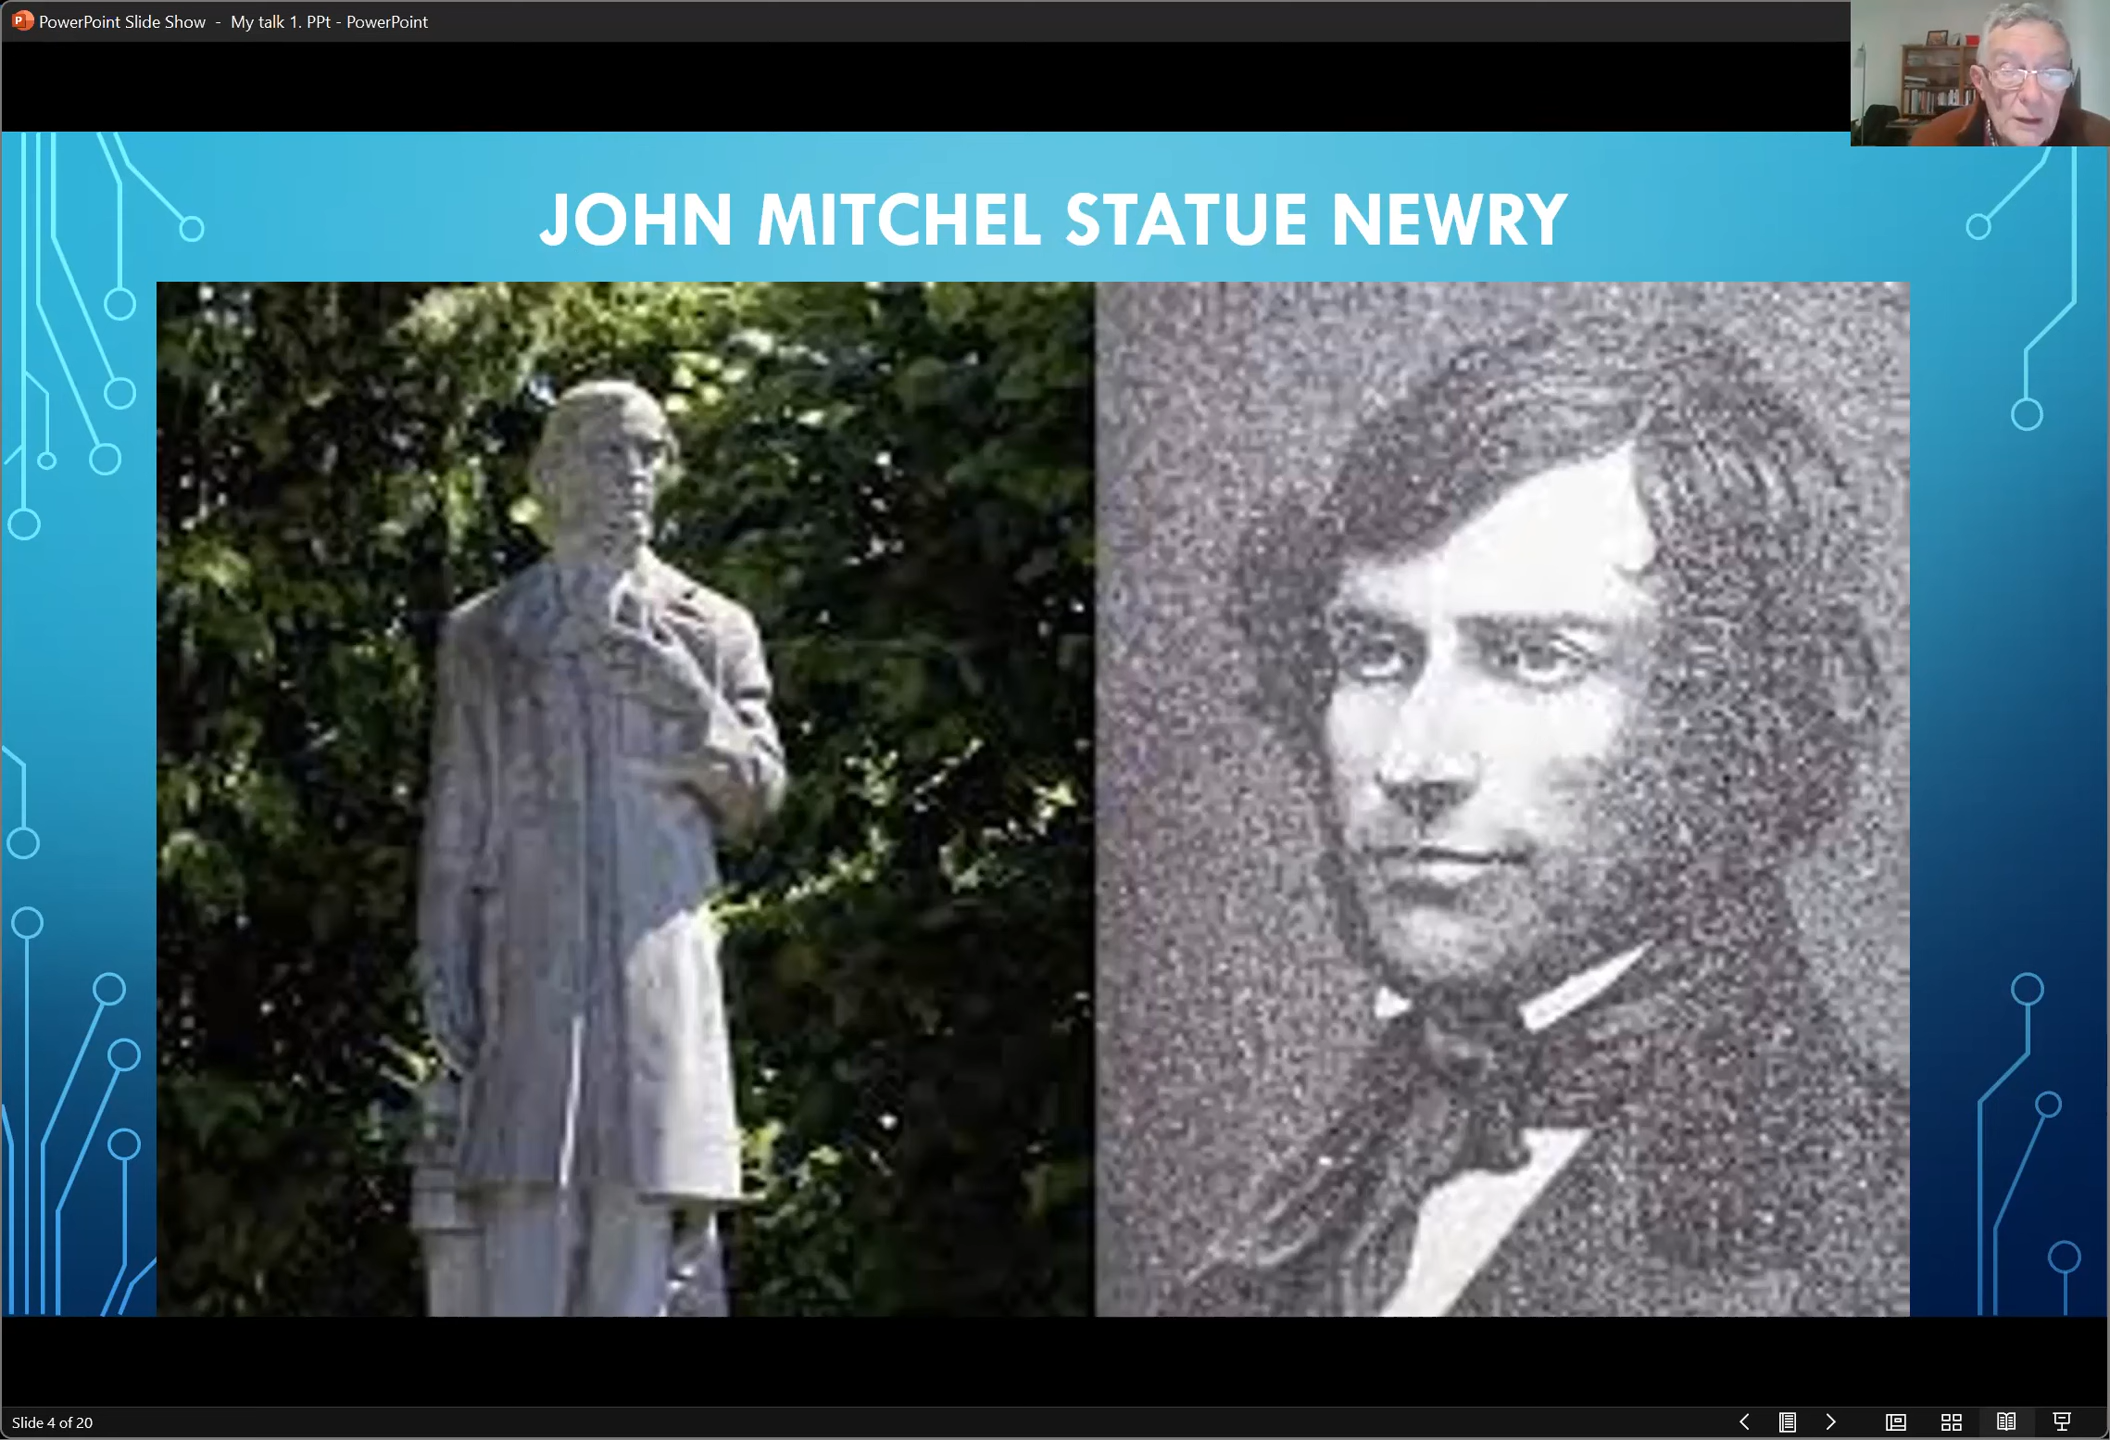 PowerPoint Slide Show - My talk 1. PPt - PowerPoint
JOHN MITCHEL STATUE NEWRY
Slide 4 of 20